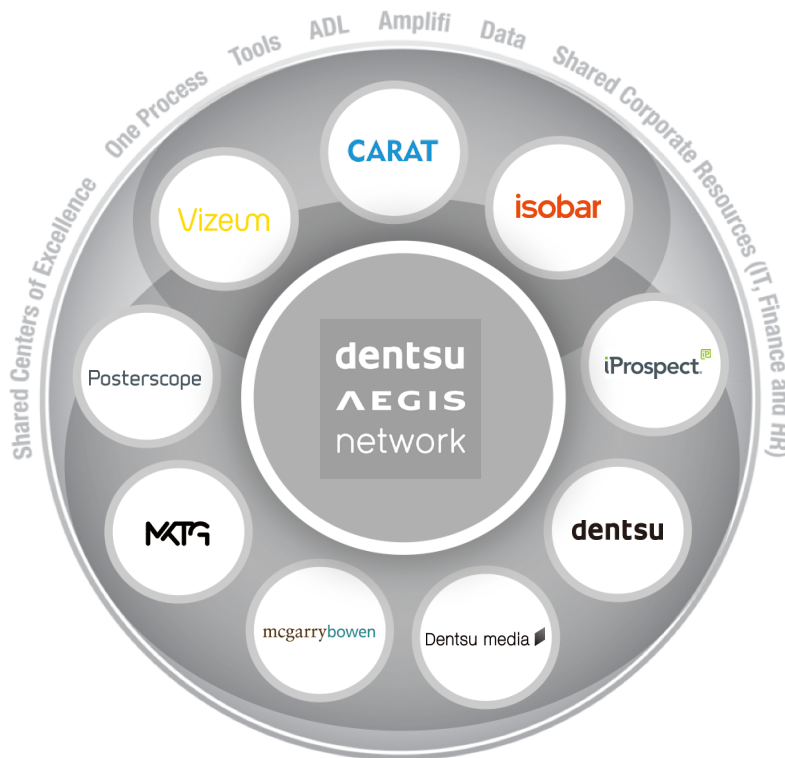 Shared Centers of Excellence One Process Tools ADL Amplifi Data Shared Corporate Resources (IT, Finance and HR)
CARAT
isobar
iProspect.
iP
dentsu
Dentsu media
mcgarrybowen
MKTG
Posterscope
Vizeum
dentsu
AEGIS
network